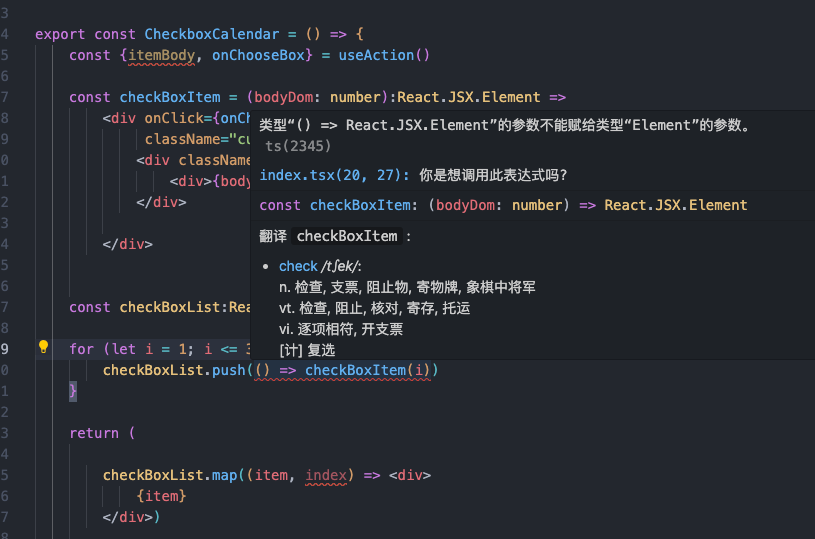 3
4 export const CheckboxCalendar = () => {
5 const {itemBody, onChooseBox} = useAction()
6
7 const checkBoxItem = (bodyDom: number):React.JSX.Element =>
8 <div onClick={onCh
9 className="cu
0 <div className
1 <div>{body
2 </div>
3
4 </div>
5
6
7 const checkBoxList:Rea
8
9 for (let i = 1; i <= 3
0 checkBoxList.push(() => checkBoxItem(i))
1 }
2
3 return (
4
5 checkBoxList.map((item, index) => <div>
6 {item}
7 </div>)
8
类型“() => React.JSX.Element”的参数不能赋给类型“Element”的参数。
ts(2345)
index.tsx(20, 27): 你是想调用此表达式吗?
const checkBoxItem: (bodyDom: number) => React.JSX.Element
翻译 checkBoxItem :
• check /tʃek/:
n. 检查, 支票, 阻止物, 寄物牌, 象棋中将军
vt. 检查, 阻止, 核对, 寄存, 托运
vi. 逐项相符, 开支票
[计] 复选